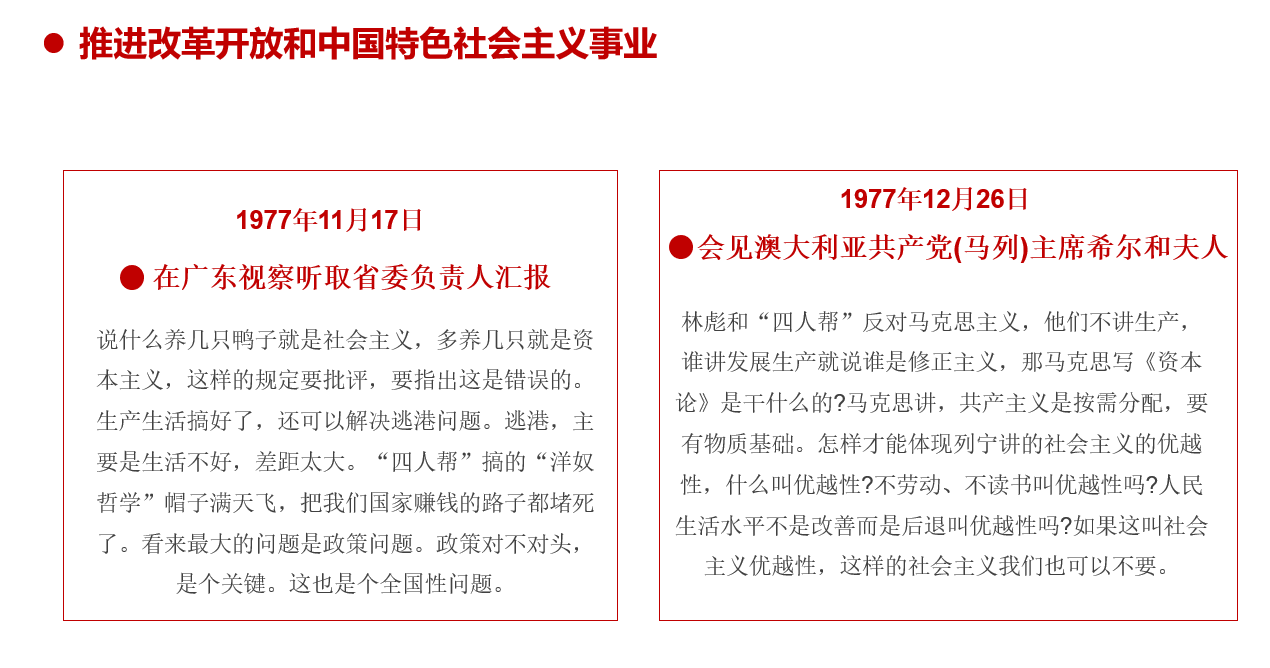 推进改革开放和中国特色社会主义事业
1977年11月17日
在广东视察听取省委负责人汇报
说什么养几只鸭子就是社会主义，多养几只就是资
本主义，这样的规定要批评，要指出这是错误的。
生产生活搞好了，还可以解决逃港问题。逃港，主
要是生活不好，差距太大。“四人帮”搞的“洋奴
哲学”帽子满天飞，把我们国家赚钱的路子都堵死
了。看来最大的问题是政策问题。政策对不对头，
是个关键。这也是个全国性问题。
1977年12月26日
会见澳大利亚共产党(马列)主席希尔和夫人
林彪和“四人帮”反对马克思主义，他们不讲生产，
谁讲发展生产就说谁是修正主义，那马克思写《资本
论》是干什么的?马克思讲，共产主义是按需分配，要
有物质基础。怎样才能体现列宁讲的社会主义的优越
性，什么叫优越性?不劳动、不读书叫优越性吗?人民
生活水平不是改善而是后退叫优越性吗?如果这叫社会
主义优越性，这样的社会主义我们也可以不要。